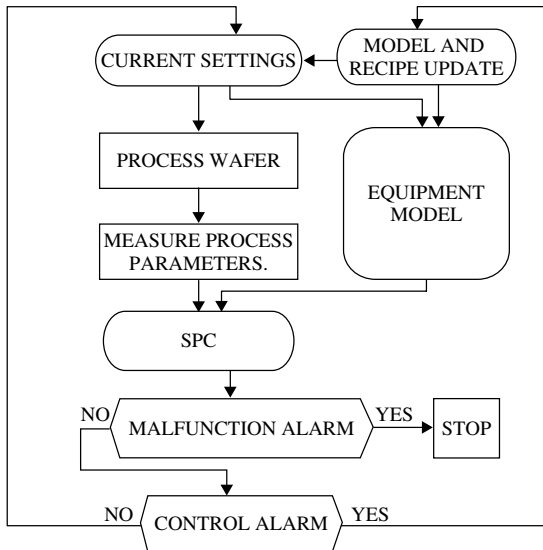 CURRENT SETTINGS
MODEL AND
RECIPE UPDATE
PROCESS WAFER
EQUIPMENT
MODEL
MEASURE PROCESS
PARAMETERS.
SPC
NO
MALFUNCTION ALARM
YES
STOP
NO
CONTROL ALARM
YES